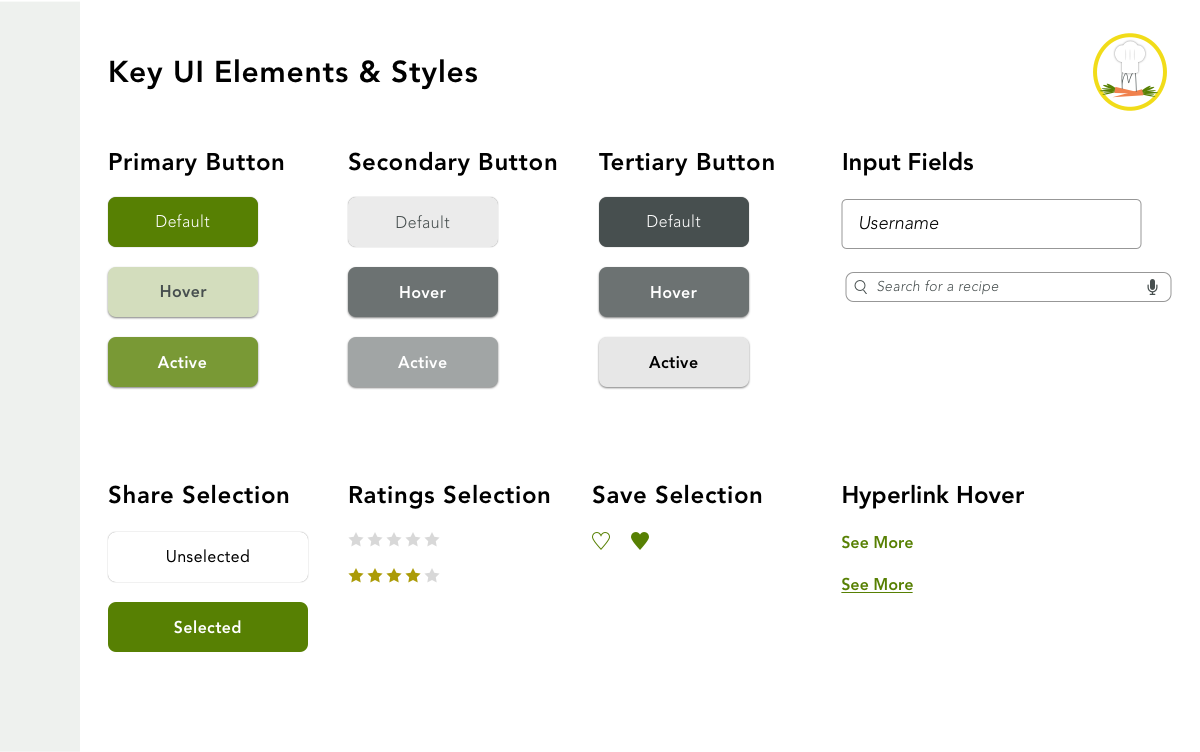 Key UI Elements & Styles
Primary Button
Default
Hover
Active
Secondary Button
Default
Hover
Active
Tertiary Button
Default
Hover
Active
Input Fields
Username
Search for a recipe
Share Selection
Unselected
Selected
Ratings Selection
Save Selection
Hyperlink Hover
See More
See More